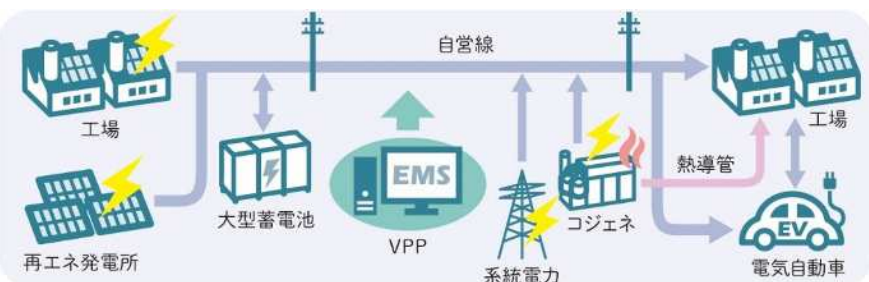 自営線
工場
工場
大型蓄電池
EMS
VPP
コジェネ
熱導管
EV
再エネ発電所
系統電力
電気自動車